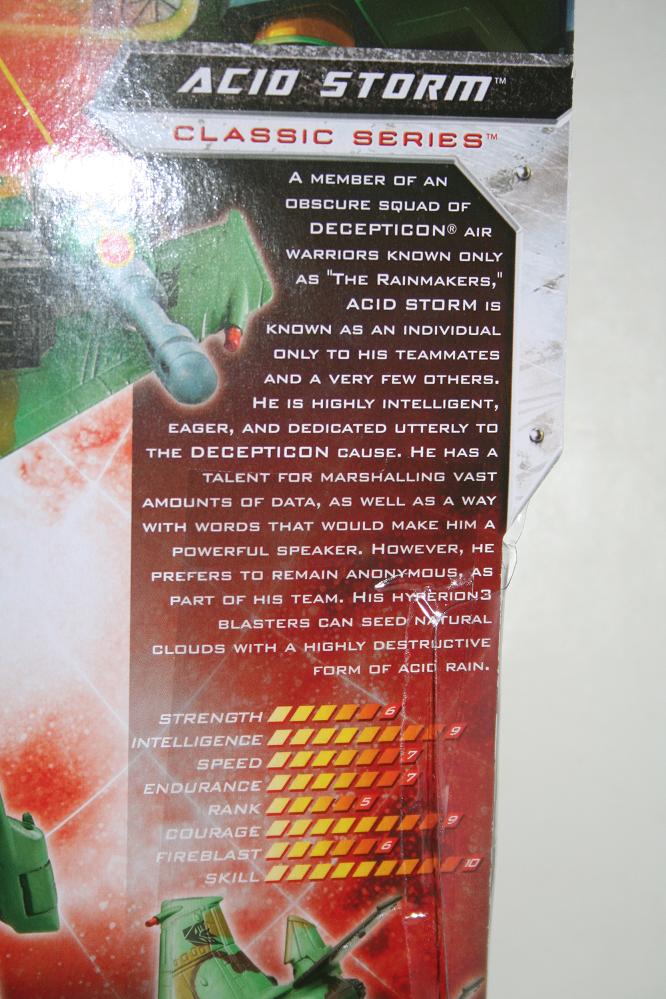 ACID STORM™
CLASSIC SERIES™
A MEMBER OF AN
OBSCURE SQUAD OF
DECEPTICON® AIR
WARRIORS KNOWN ONLY
AS "THE RAINMAKERS,"
ACID STORM IS
KNOWN AS AN INDIVIDUAL
ONLY TO HIS TEAMMATES
AND A VERY FEW OTHERS.
HE IS HIGHLY INTELLIGENT,
EAGER, AND DEDICATED UTTERLY TO
THE DECEPTICON CAUSE. HE HAS A
TALENT FOR MARSHALLING VAST
AMOUNTS OF DATA, AS WELL AS A WAY
WITH WORDS THAT WOULD MAKE HIM A
POWERFUL SPEAKER. HOWEVER, HE
PREFERS TO REMAIN ANONYMOUS, AS
PART OF HIS TEAM. HIS HYPERION3
BLASTERS CAN SEED NATURAL
CLOUDS WITH A HIGHLY DESTRUCTIVE
FORM OF ACID RAIN.
STRENGTH 6
INTELLIGENCE 9
SPEED 7
ENDURANCE 7
RANK 5
COURAGE 9
FIREBLAST 6
SKILL 10